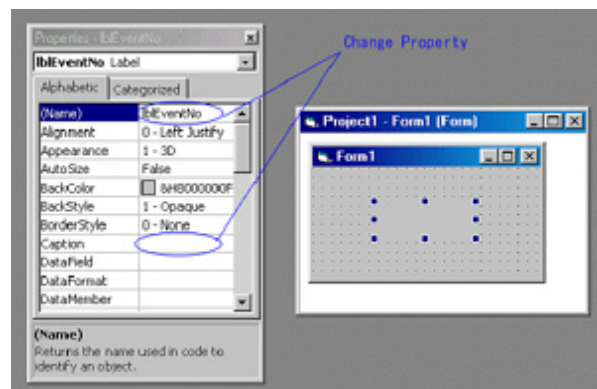 Properties - lblEventNo
lblEventNo Label
Alphabetic Categorized
(Name) lblEventNo
Alignment 0 - Left Justify
Appearance 1 - 3D
AutoSize False
BackColor &H8000000F
BackStyle 1 - Opaque
BorderStyle 0 - None
Caption
DataField
DataFormat
DataMember
(Name)
Returns the name used in code to
identify an object.
Change Property
Project1 - Form1 (Form)
Form1